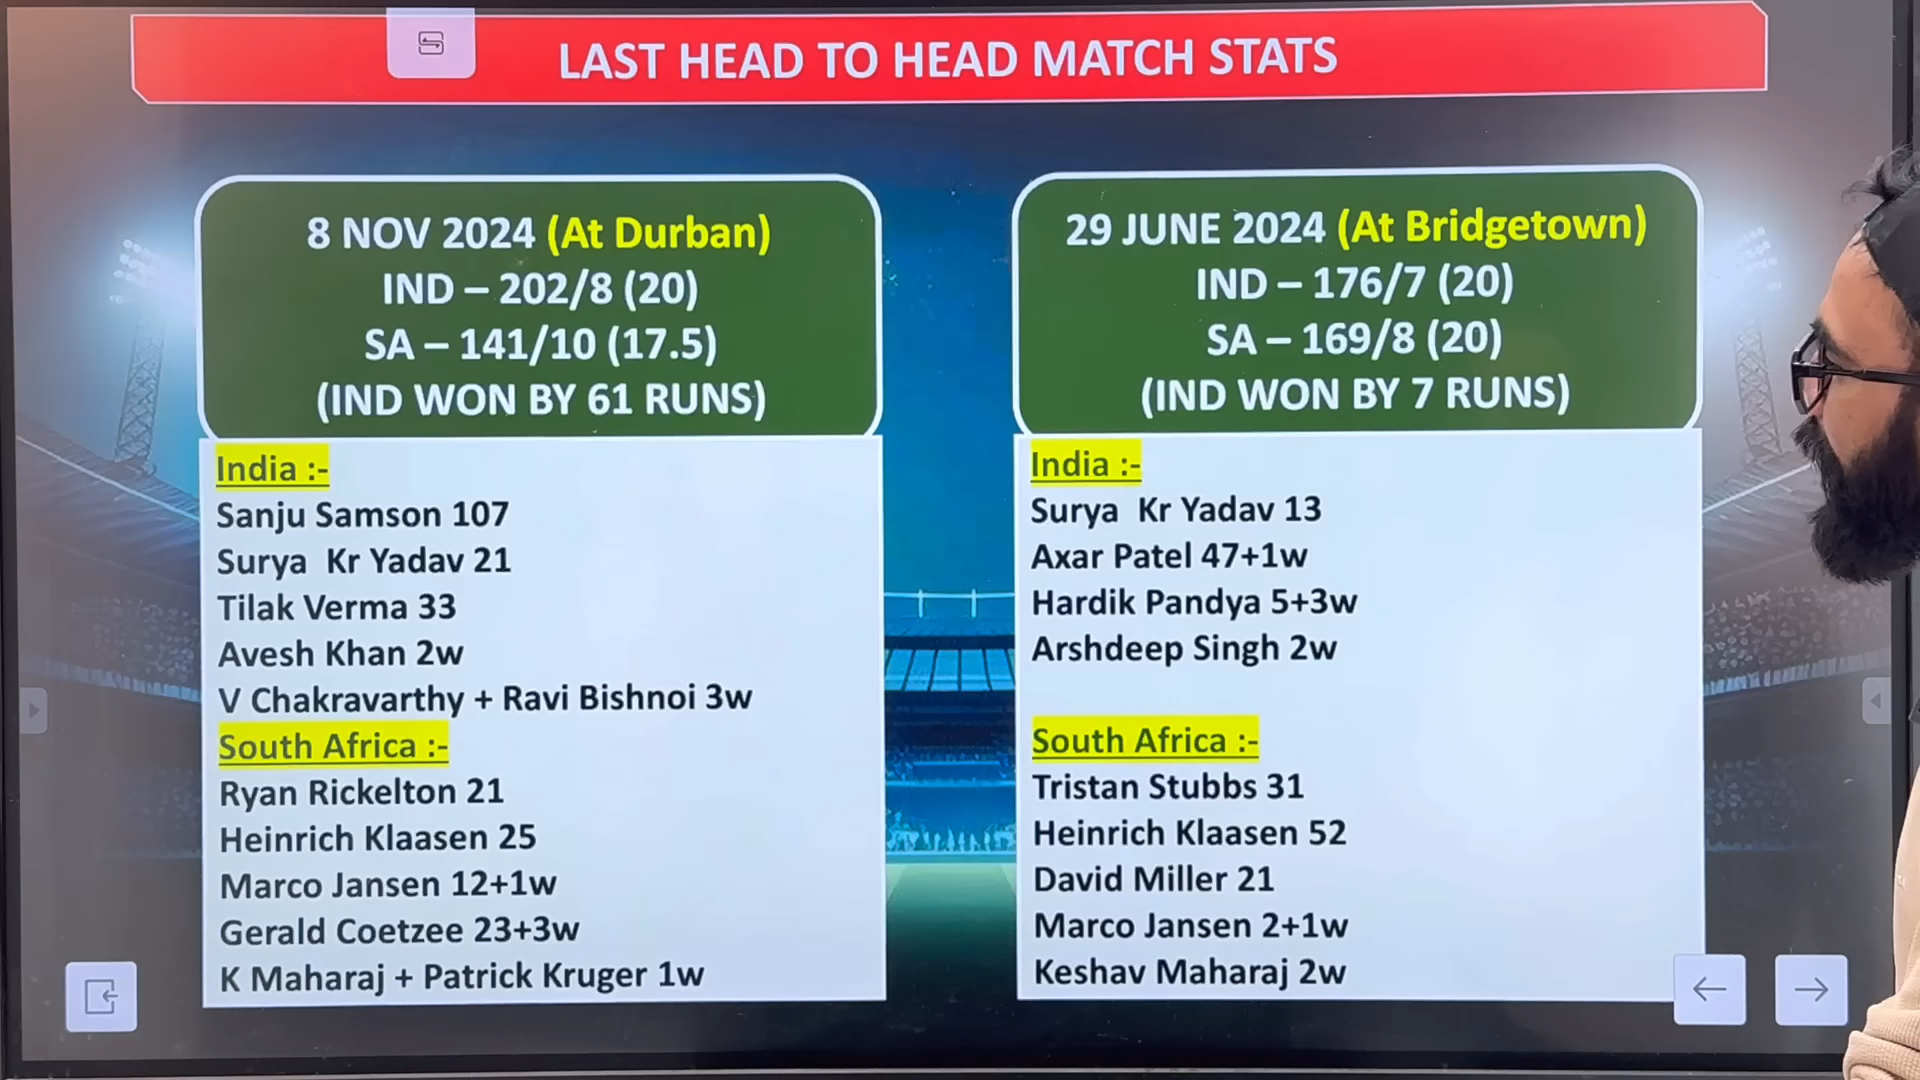 LAST HEAD TO HEAD MATCH STATS
8 NOV 2024 (At Durban)
IND – 202/8 (20)
SA – 141/10 (17.5)
(IND WON BY 61 RUNS)
India :-
Sanju Samson 107
Surya Kr Yadav 21
Tilak Verma 33
Avesh Khan 2w
V Chakravarthy + Ravi Bishnoi 3w
South Africa :-
Ryan Rickelton 21
Heinrich Klaasen 25
Marco Jansen 12+1w
Gerald Coetzee 23+3w
K Maharaj + Patrick Kruger 1w
29 JUNE 2024 (At Bridgetown)
IND – 176/7 (20)
SA – 169/8 (20)
(IND WON BY 7 RUNS)
India :-
Surya Kr Yadav 13
Axar Patel 47+1w
Hardik Pandya 5+3w
Arshdeep Singh 2w
South Africa :-
Tristan Stubbs 31
Heinrich Klaasen 52
David Miller 21
Marco Jansen 2+1w
Keshav Maharaj 2w